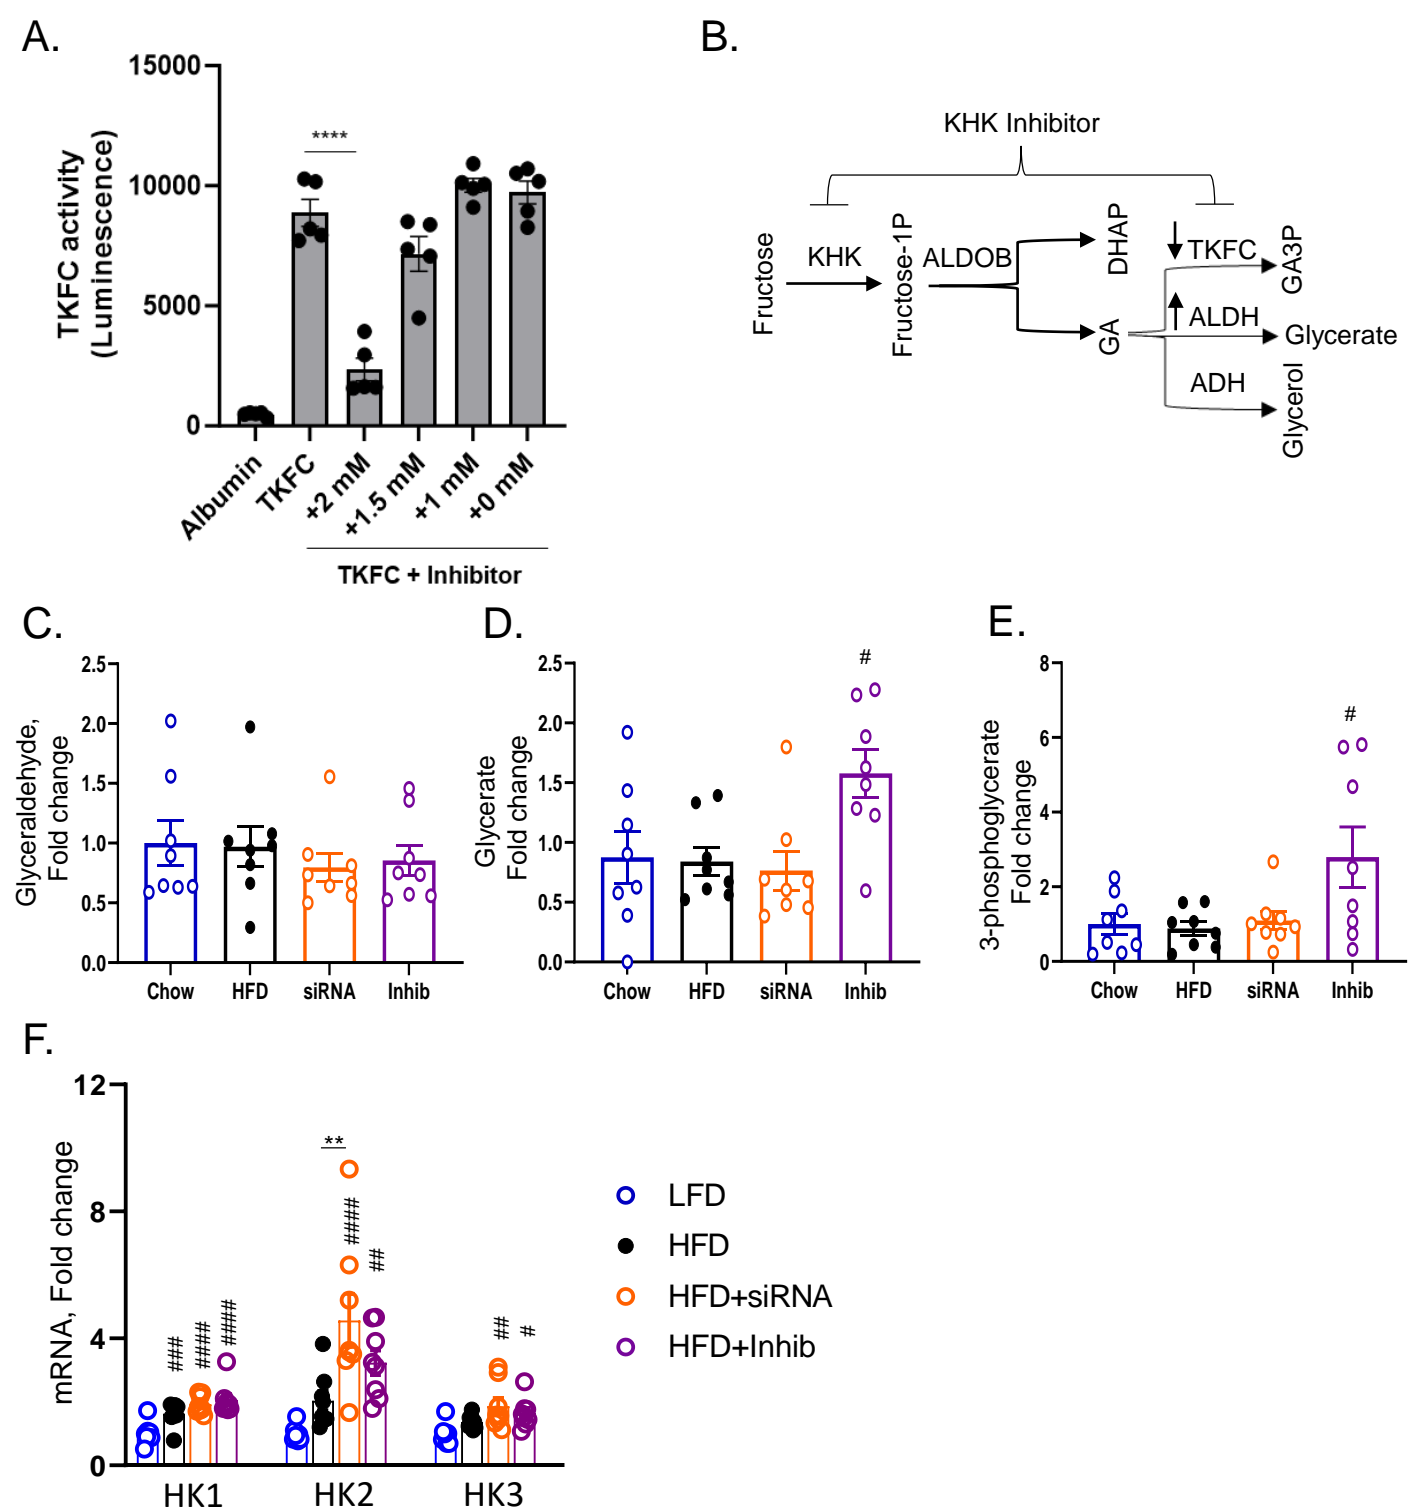 A.
15000
10000
5000
0
TKFC activity
(Luminescence)
****
Albumin
TKFC
+2 mM
+1.5 mM
+1 mM
+0 mM
TKFC + Inhibitor
B.
KHK Inhibitor
Fructose
KHK
Fructose-1P
ALDOB
DHAP
GA
TKFC
GA3P
ALDH
Glycerate
ADH
Glycerol
C.
Glyceraldehyde,
Fold change
2.5
2.0
1.5
1.0
0.5
0.0
Chow
HFD
siRNA
Inhib
D.
Glycerate
Fold change
2.5
2.0
1.5
1.0
0.5
0.0
#
Chow
HFD
siRNA
Inhib
E.
3-phosphoglycerate
Fold change
8
6
4
2
0
#
Chow
HFD
siRNA
Inhib
F.
mRNA, Fold change
12
8
4
0
###
####
####
**
####
##
##
#
HK1
HK2
HK3
LFD
HFD
HFD+siRNA
HFD+Inhib